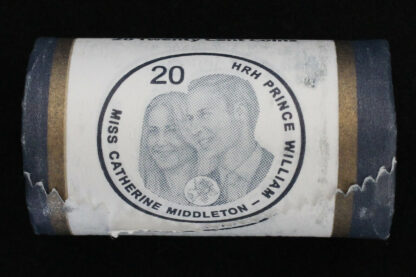 20
HRH PRINCE WILLIAM –
MISS CATHERINE MIDDLETON